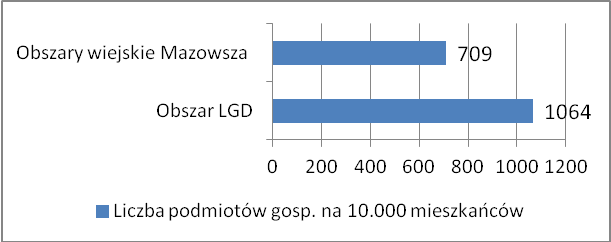 Obszary wiejskie Mazowsza
709
Obszar LGD
1064
0 200 400 600 800 1000 1200
Liczba podmiotów gosp. na 10.000 mieszkańców